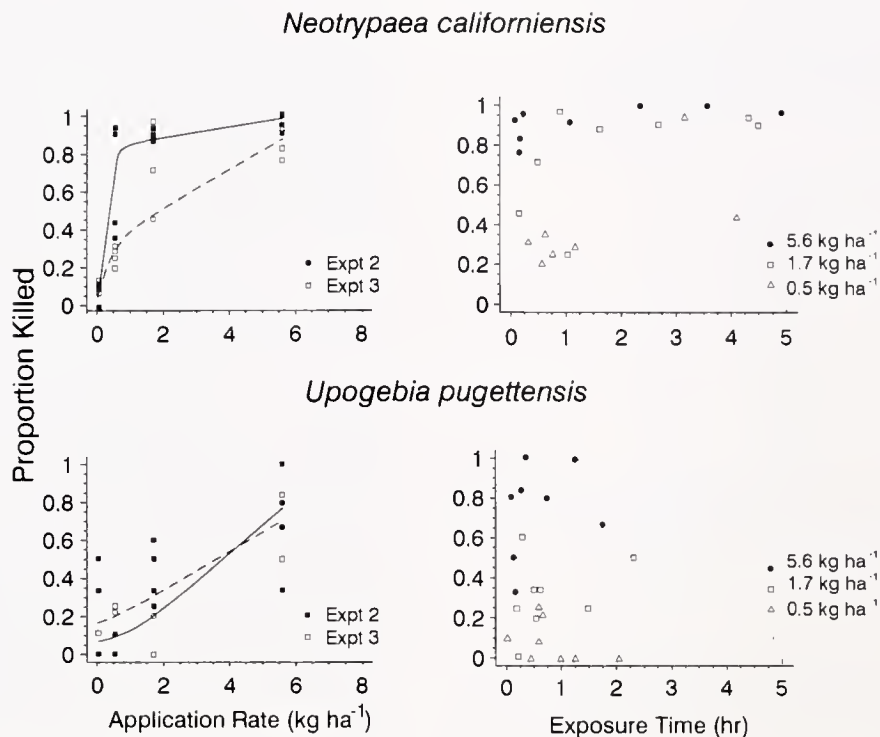 Neotrypaea californiensis
Proportion Killed
1
0.8
0.6
0.4
0.2
0
0 2 4 6 8
Expt 2
Expt 3
1
0.8
0.6
0.4
0.2
0
0 1 2 3 4 5
5.6 kg ha⁻¹
1.7 kg ha⁻¹
0.5 kg ha⁻¹
Upogebia pugettensis
1
0.8
0.6
0.4
0.2
0
0 2 4 6 8
Expt 2
Expt 3
Application Rate (kg ha⁻¹)
1
0.8
0.6
0.4
0.2
0
0 1 2 3 4 5
5.6 kg ha⁻¹
1.7 kg ha⁻¹
0.5 kg ha⁻¹
Exposure Time (hr)